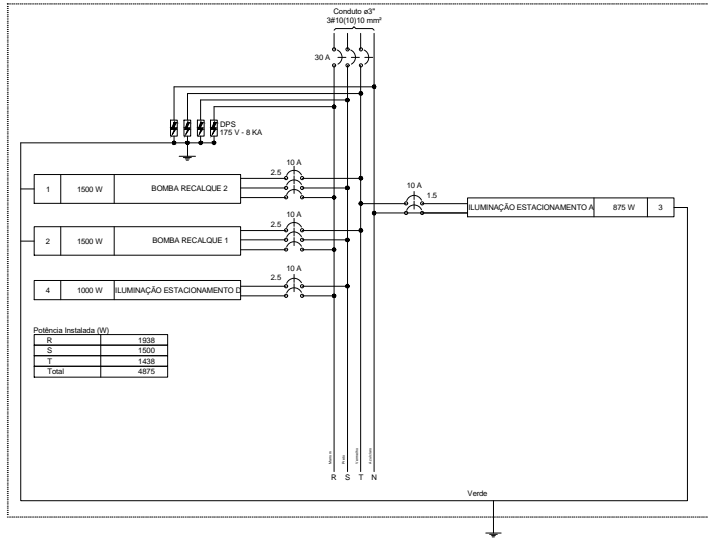 Conduto ø3"
3#10(10)10 mm²
30 A
DPS
175 V - 8 KA
10 A
2.5
1 1500 W BOMBA RECALQUE 2
10 A
2.5
2 1500 W BOMBA RECALQUE 1
10 A
2.5
4 1000 W ILUMINAÇÃO ESTACIONAMENTO D
10 A
1.5
ILUMINAÇÃO ESTACIONAMENTO A 875 W 3
Potência Instalada (W)
R 1938
S 1500
T 1438
Total 4875
R S T N
Verde